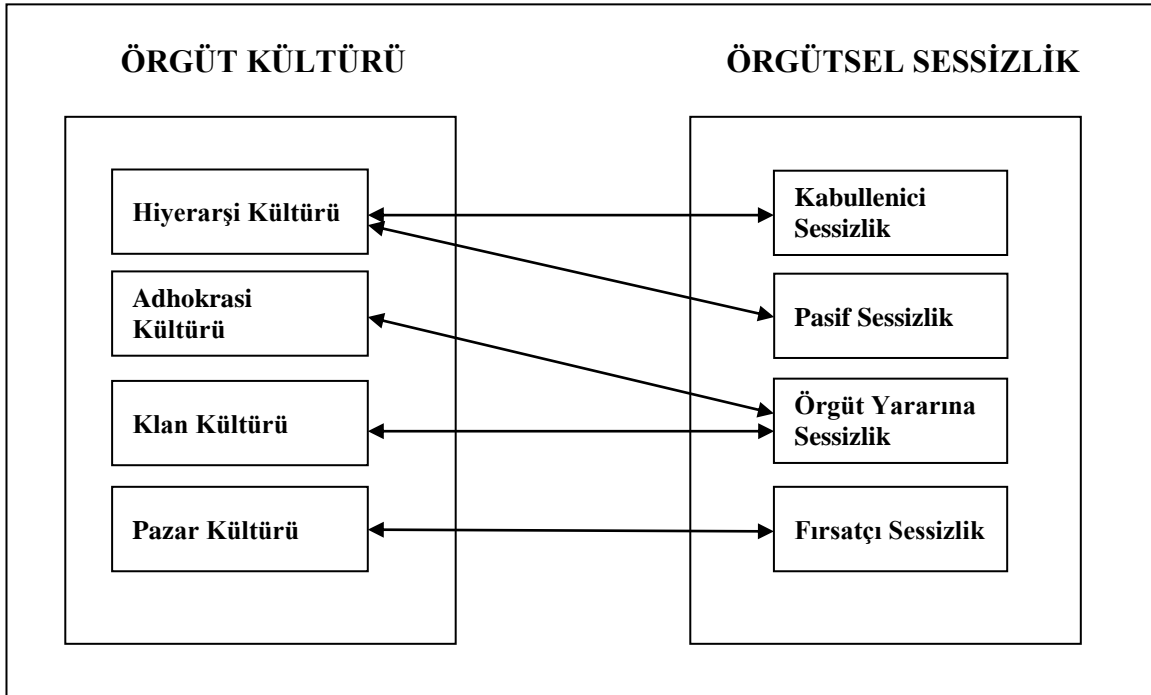 ÖRGÜT KÜLTÜRÜ
ÖRGÜTSEL SESSİZLİK
Hiyerarşi Kültürü
Adhokrasi
Kültürü
Klan Kültürü
Pazar Kültürü
Kabullenici
Sessizlik
Pasif Sessizlik
Örgüt Yararına
Sessizlik
Fırsatçı Sessizlik